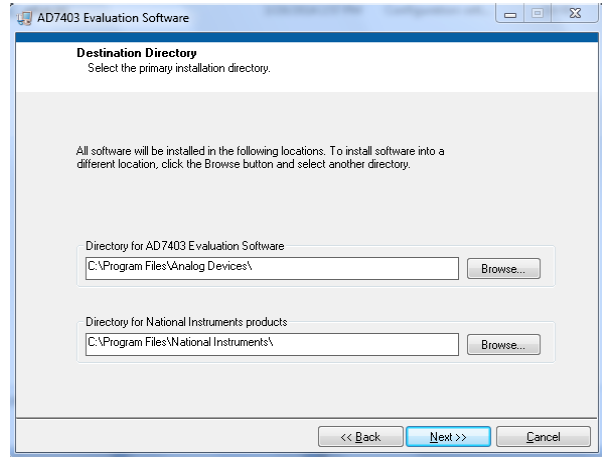 AD7403 Evaluation Software
Destination Directory
Select the primary installation directory.
All software will be installed in the following locations. To install software into a
different location, click the Browse button and select another directory.
Directory for AD7403 Evaluation Software
C:\Program Files\Analog Devices\
Browse...
Directory for National Instruments products
C:\Program Files\National Instruments\
Browse...
<< Back
Next >>
Cancel